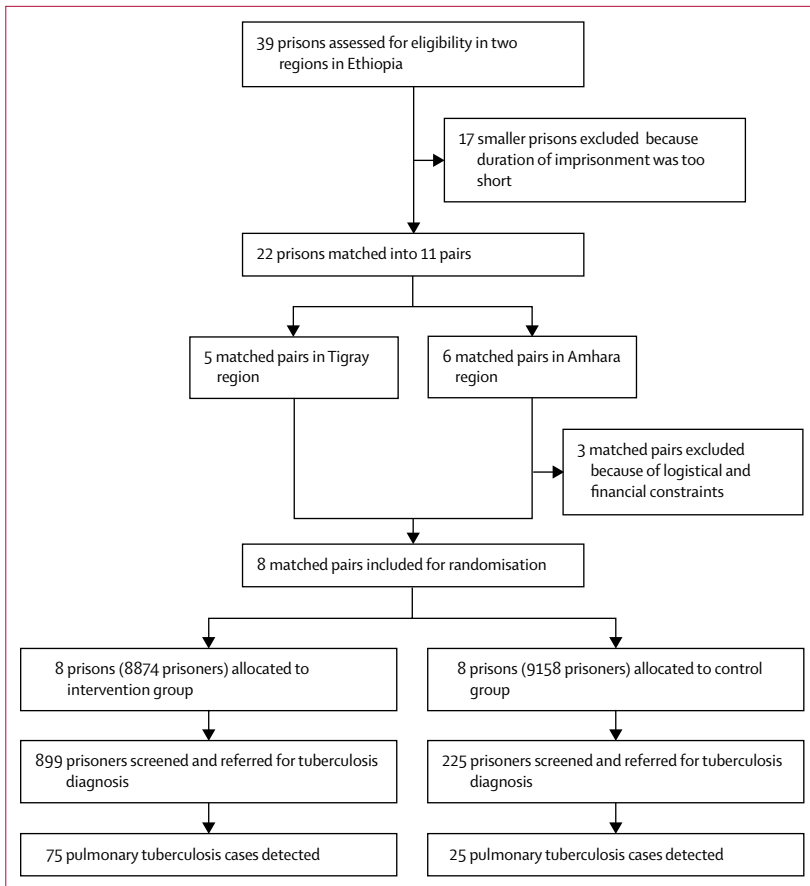 39 prisons assessed for eligibility in two
regions in Ethiopia
17 smaller prisons excluded because
duration of imprisonment was too
short
22 prisons matched into 11 pairs
5 matched pairs in Tigray
region
6 matched pairs in Amhara
region
3 matched pairs excluded
because of logistical and
financial constraints
8 matched pairs included for randomisation
8 prisons (8874 prisoners) allocated to
intervention group
8 prisons (9158 prisoners) allocated to control
group
899 prisoners screened and referred for tuberculosis
diagnosis
225 prisoners screened and referred for tuberculosis
diagnosis
75 pulmonary tuberculosis cases detected
25 pulmonary tuberculosis cases detected